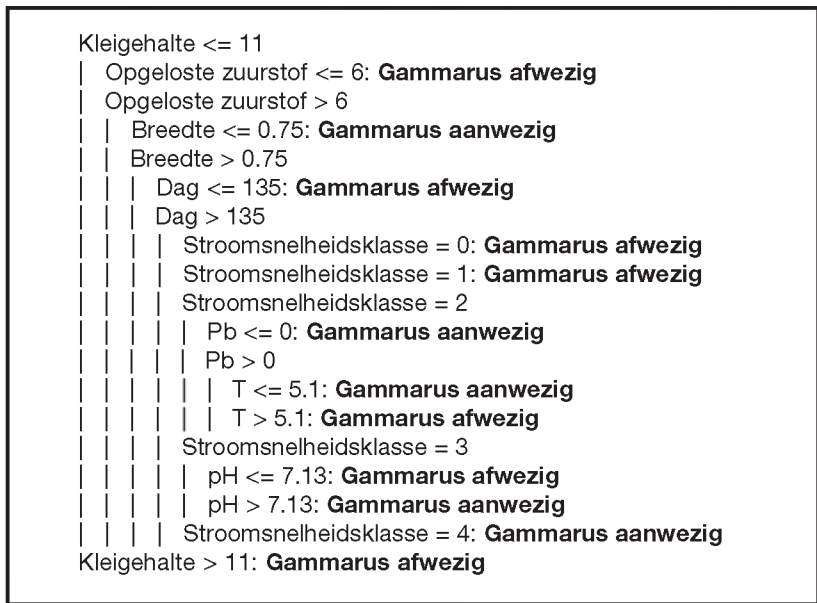 Kleigehalte <= 11
| Opgeloste zuurstof <= 6: Gammarus afwezig
| Opgeloste zuurstof > 6
| | Breedte <= 0.75: Gammarus aanwezig
| | Breedte > 0.75
| | | Dag <= 135: Gammarus afwezig
| | | Dag > 135
| | | | Stroomsnelheidsklasse = 0: Gammarus afwezig
| | | | Stroomsnelheidsklasse = 1: Gammarus afwezig
| | | | Stroomsnelheidsklasse = 2
| | | | | Pb <= 0: Gammarus aanwezig
| | | | | Pb > 0
| | | | | | T <= 5.1: Gammarus aanwezig
| | | | | | T > 5.1: Gammarus afwezig
| | | | Stroomsnelheidsklasse = 3
| | | | | pH <= 7.13: Gammarus afwezig
| | | | | pH > 7.13: Gammarus aanwezig
| | | | Stroomsnelheidsklasse = 4: Gammarus aanwezig
Kleigehalte > 11: Gammarus afwezig